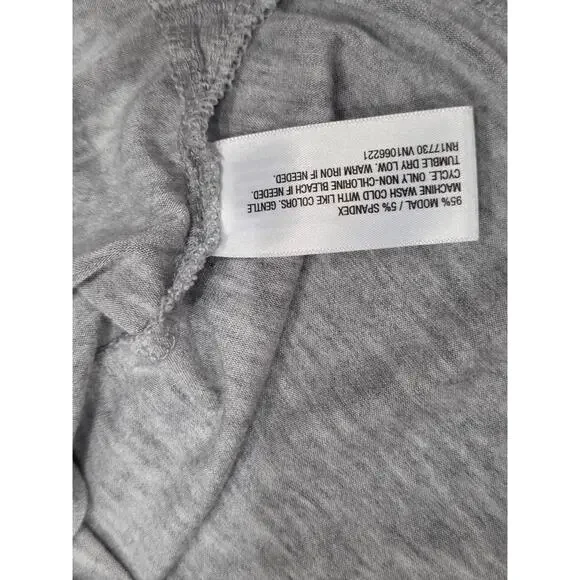 95% MODAL / 5% SPANDEX
MACHINE WASH COLD WITH LIKE COLORS, GENTLE
CYCLE. ONLY NON-CHLORINE BLEACH IF NEEDED.
TUMBLE DRY LOW. WARM IRON IF NEEDED.
RN17730 VN1066221